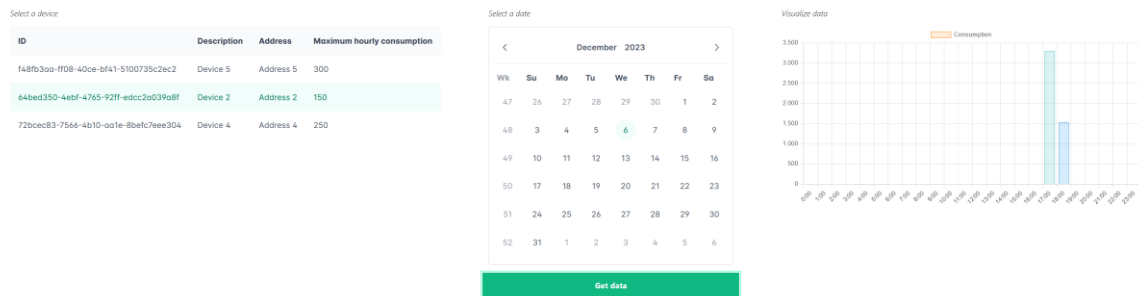 Select a device
ID Description Address Maximum hourly consumption
f48fb3aa-ff08-40ce-bf41-5100735c2ec2 Device 5 Address 5 300
64bed350-4ebf-4765-92ff-edcc2a039a8f Device 2 Address 2 150
72bcec83-7566-4b10-aa1e-8befc7eee304 Device 4 Address 4 250
Select a date
December 2023
Wk Su Mo Tu We Th Fr Sa
47 26 27 28 29 30 1 2
48 3 4 5 6 7 8 9
49 10 11 12 13 14 15 16
50 17 18 19 20 21 22 23
51 24 25 26 27 28 29 30
52 31 1 2 3 4 5 6
Get data
Visualize data
Consumption
3.500
3.000
2.500
2.000
1.500
1.000
500
0
0:00 1:00 2:00 3:00 4:00 5:00 6:00 7:00 8:00 9:00 10:00 11:00 12:00 13:00 14:00 15:00 16:00 17:00 18:00 19:00 20:00 21:00 22:00 23:00